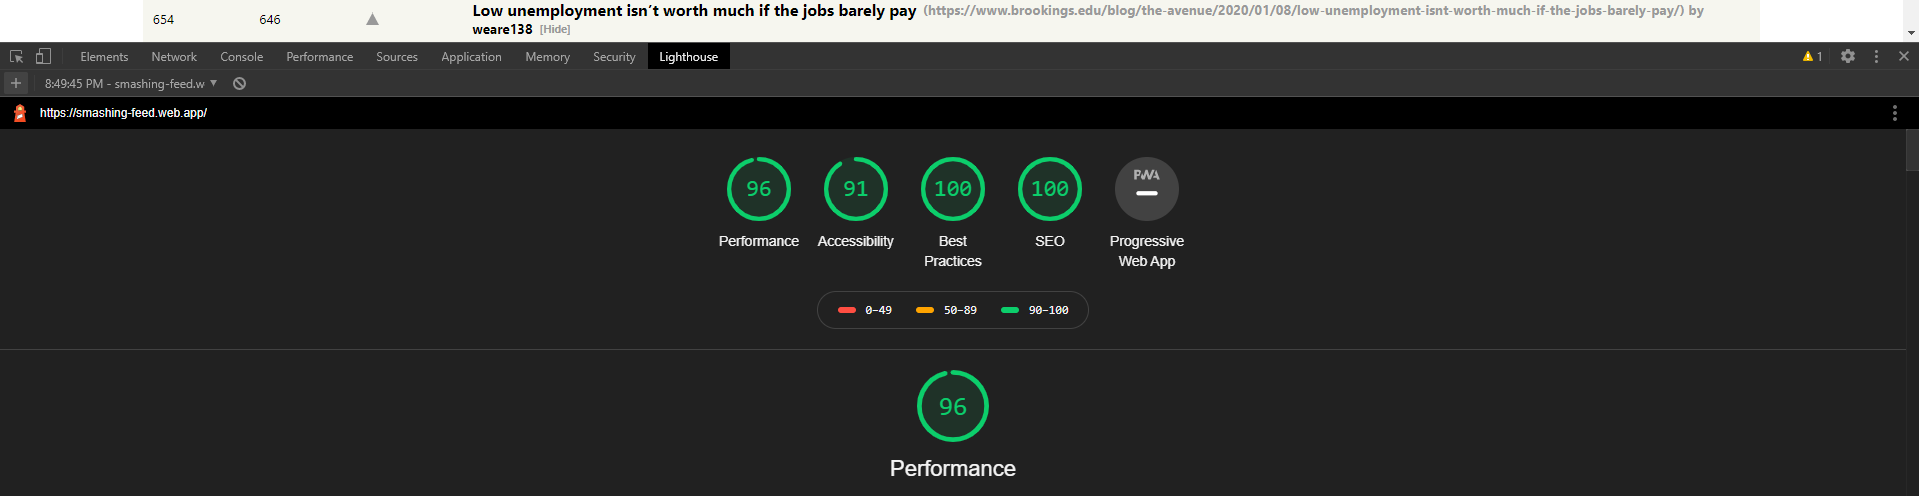 654 646 ▲ Low unemployment isn't worth much if the jobs barely pay (https://www.brookings.edu/blog/the-avenue/2020/01/08/low-unemployment-isnt-worth-much-if-the-jobs-barely-pay/) by
weare138 [Hide]
Elements Network Console Performance Sources Application Memory Security Lighthouse 1
8:49:45 PM - smashing-feed.w
https://smashing-feed.web.app/
96 91 100 100 PWA
Performance Accessibility Best SEO Progressive
Practices Web App
0–49 50–89 90–100
96
Performance